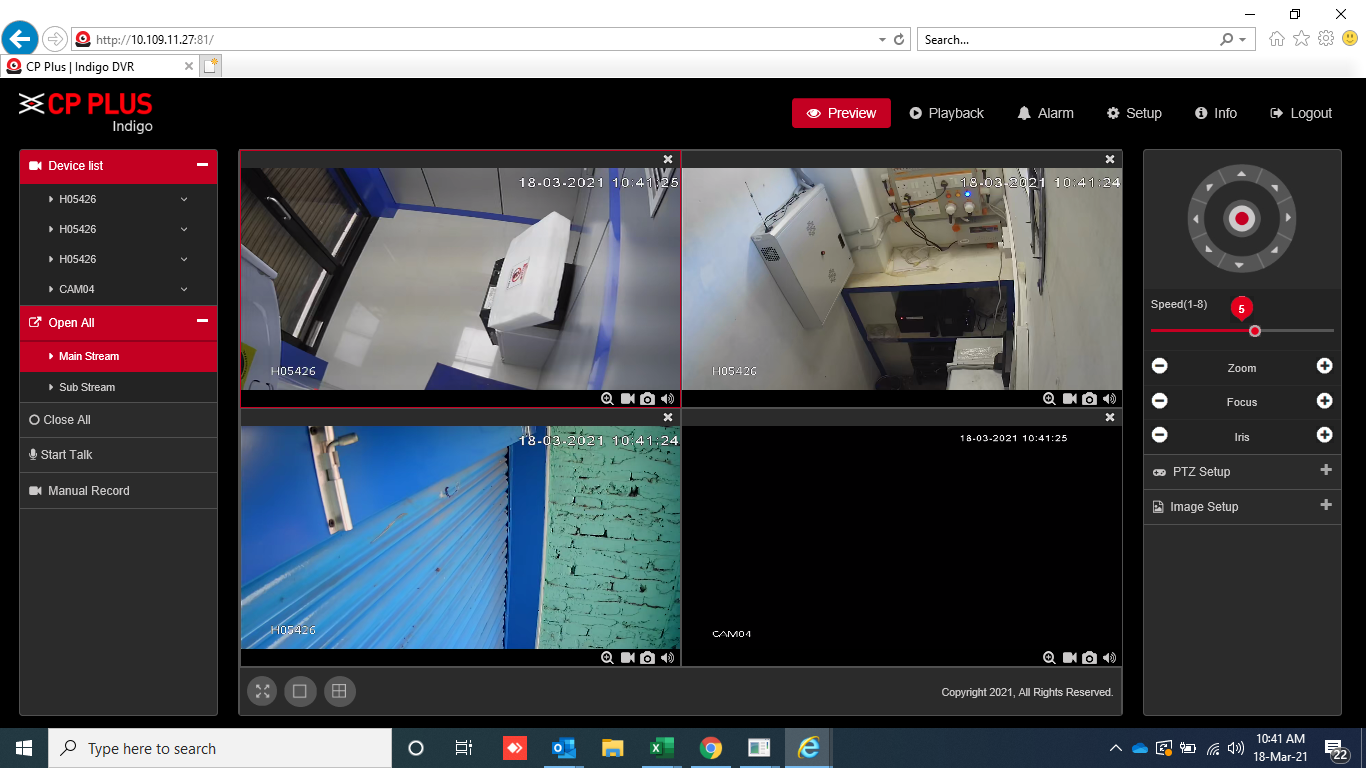 http://10.109.11.27:81/
Search...
CP Plus | Indigo DVR
CP PLUS
Indigo
Preview
Playback
Alarm
Setup
Info
Logout
Device list
H05426
H05426
H05426
CAM04
Open All
Main Stream
Sub Stream
Close All
Start Talk
Manual Record
18-03-2021 10:41:25
H05426
18-03-2021 10:41:24
H05426
18-03-2021 10:41:24
H05426
18-03-2021 10:41:25
CAM04
Copyright 2021, All Rights Reserved.
Speed(1-8)
5
Zoom
Focus
Iris
PTZ Setup
Image Setup
Type here to search
10:41 AM
18-Mar-21
22